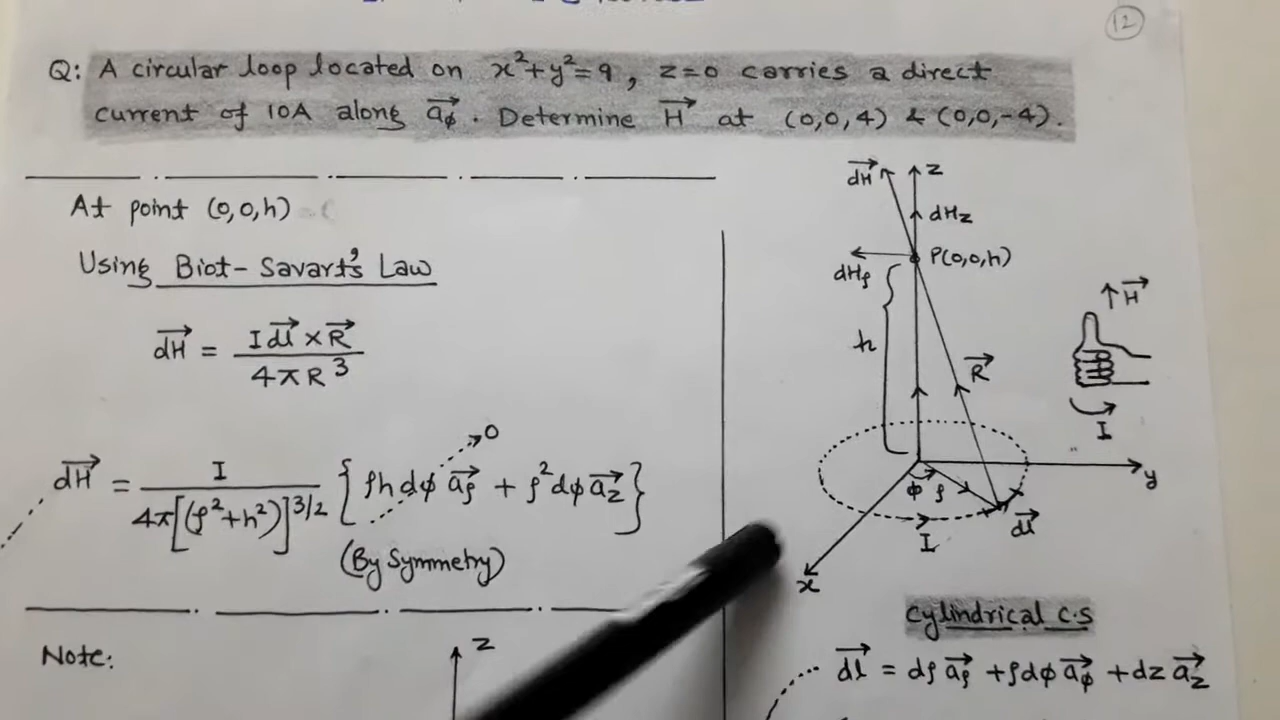 12
Q: A circular loop located on x²+y²=9, z=0 carries a direct
current of 10A along a⃗ϕ. Determine H⃗ at (0,0,4) & (0,0,-4).
At point (0,0,h)
Using Biot-Savart's Law
dH⃗ = I dl⃗ × R⃗ / 4πR³
dH⃗ = I / 4π[(ρ²+h²)]^3/2 {ρh dϕ a⃗ρ + ρ²dϕ a⃗z}
→0
(By Symmetry)
Note:
z
dH⃗
z
dHz
dHρ
P(0,0,h)
h
R⃗
↑H⃗
I
y
ϕ
ρ
dl⃗
I
x
Cylindrical C.S
dl⃗ = dρ a⃗ρ + ρdϕ a⃗ϕ + dz a⃗z